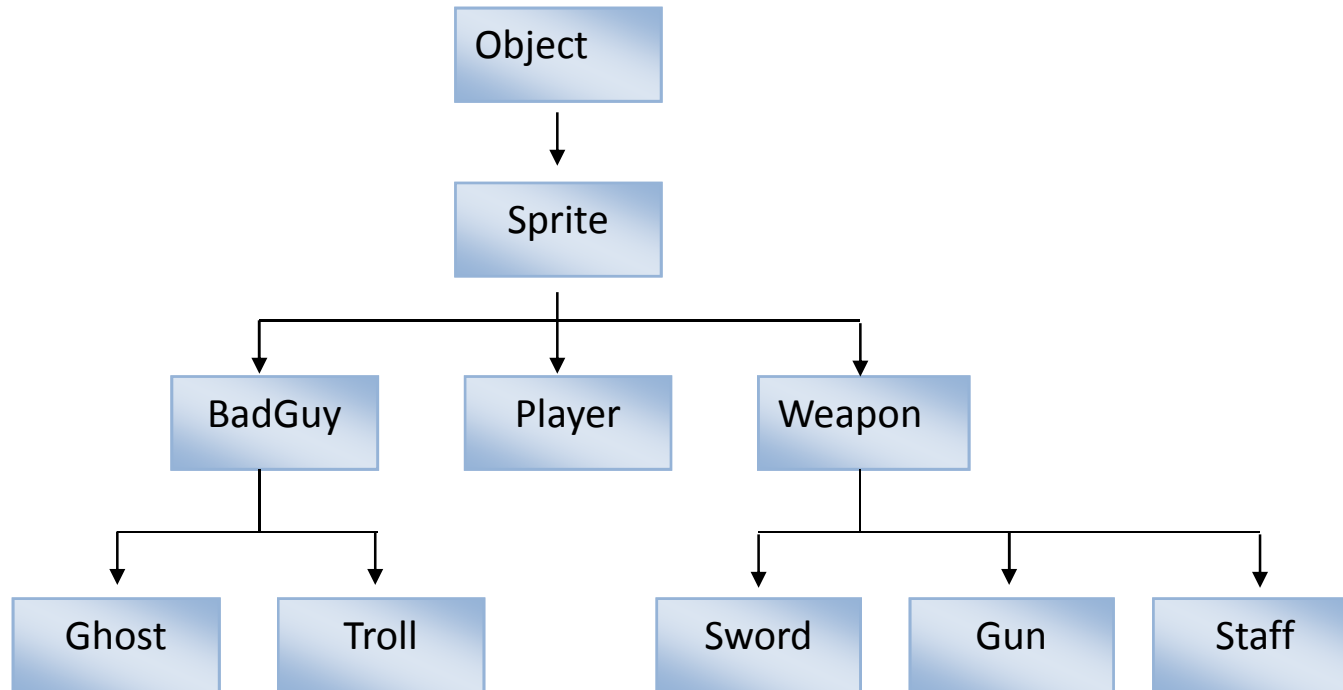 Object
Sprite
BadGuy
Player
Weapon
Ghost
Troll
Sword
Gun
Staff